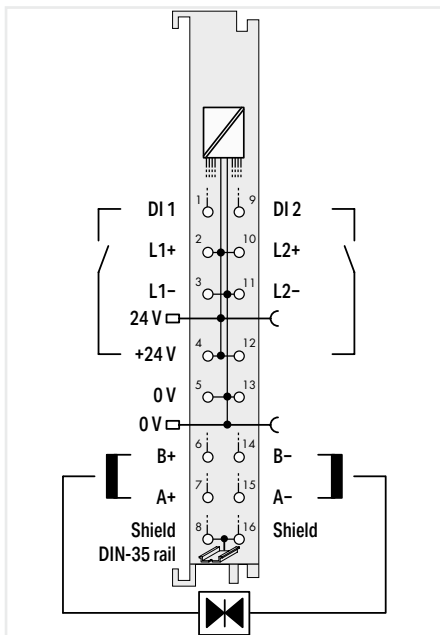 1 9
DI 1 DI 2
2 10
L1+ L2+
3 11
L1− L2−
24 V
4 12
+24 V
5 13
0 V
0 V
6 14
B+ B−
7 15
A+ A−
Shield 8 16 Shield
DIN-35 rail